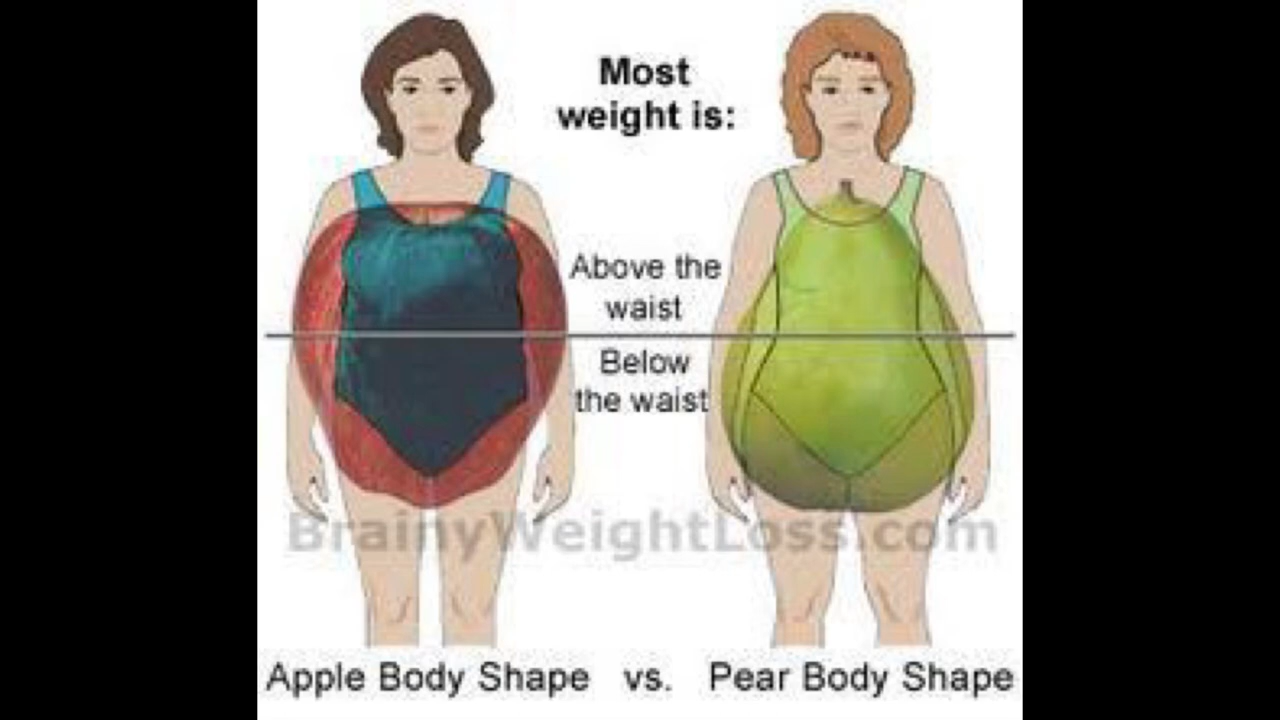 Most
weight is:
Above the
waist
Below
the waist
BrainyWeightLoss.com
Apple Body Shape vs. Pear Body Shape